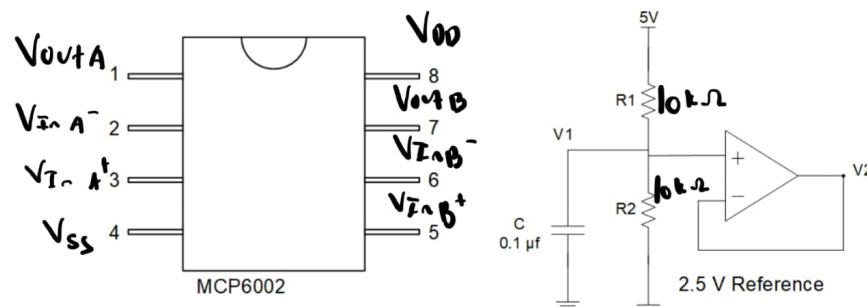 VOUTA
1
VInA-
2
VInA+
3
VSS
4
VDD
8
VoutB
7
VInB-
6
VInB+
5
MCP6002
5V
R1
10kΩ
V1
+
-
V2
R2
10kΩ
C
0.1 µf
2.5 V Reference